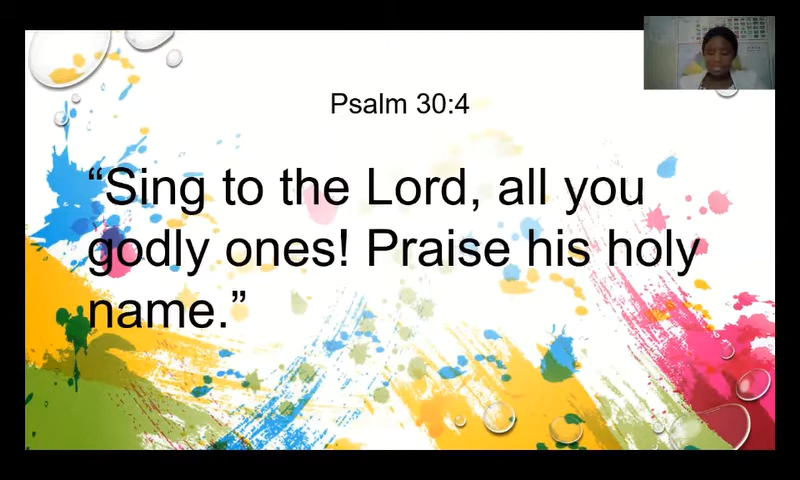 Psalm 30:4
“Sing to the Lord, all you
godly ones! Praise his holy
name.”